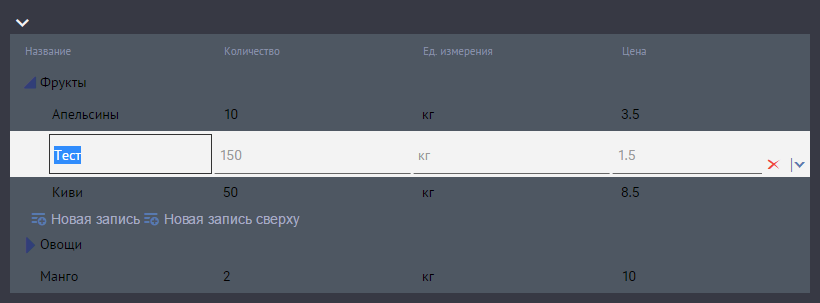 Название Количество Ед. измерения Цена
Фрукты
Апельсины 10 кг 3.5
Тест 150 кг 1.5
Киви 50 кг 8.5
Новая запись Новая запись сверху
Овощи
Манго 2 кг 10